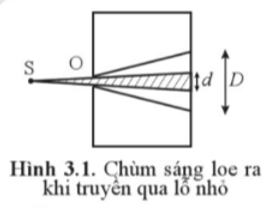 S
O
d
D
Hình 3.1. Chùm sáng loe ra
khi truyền qua lỗ nhỏ